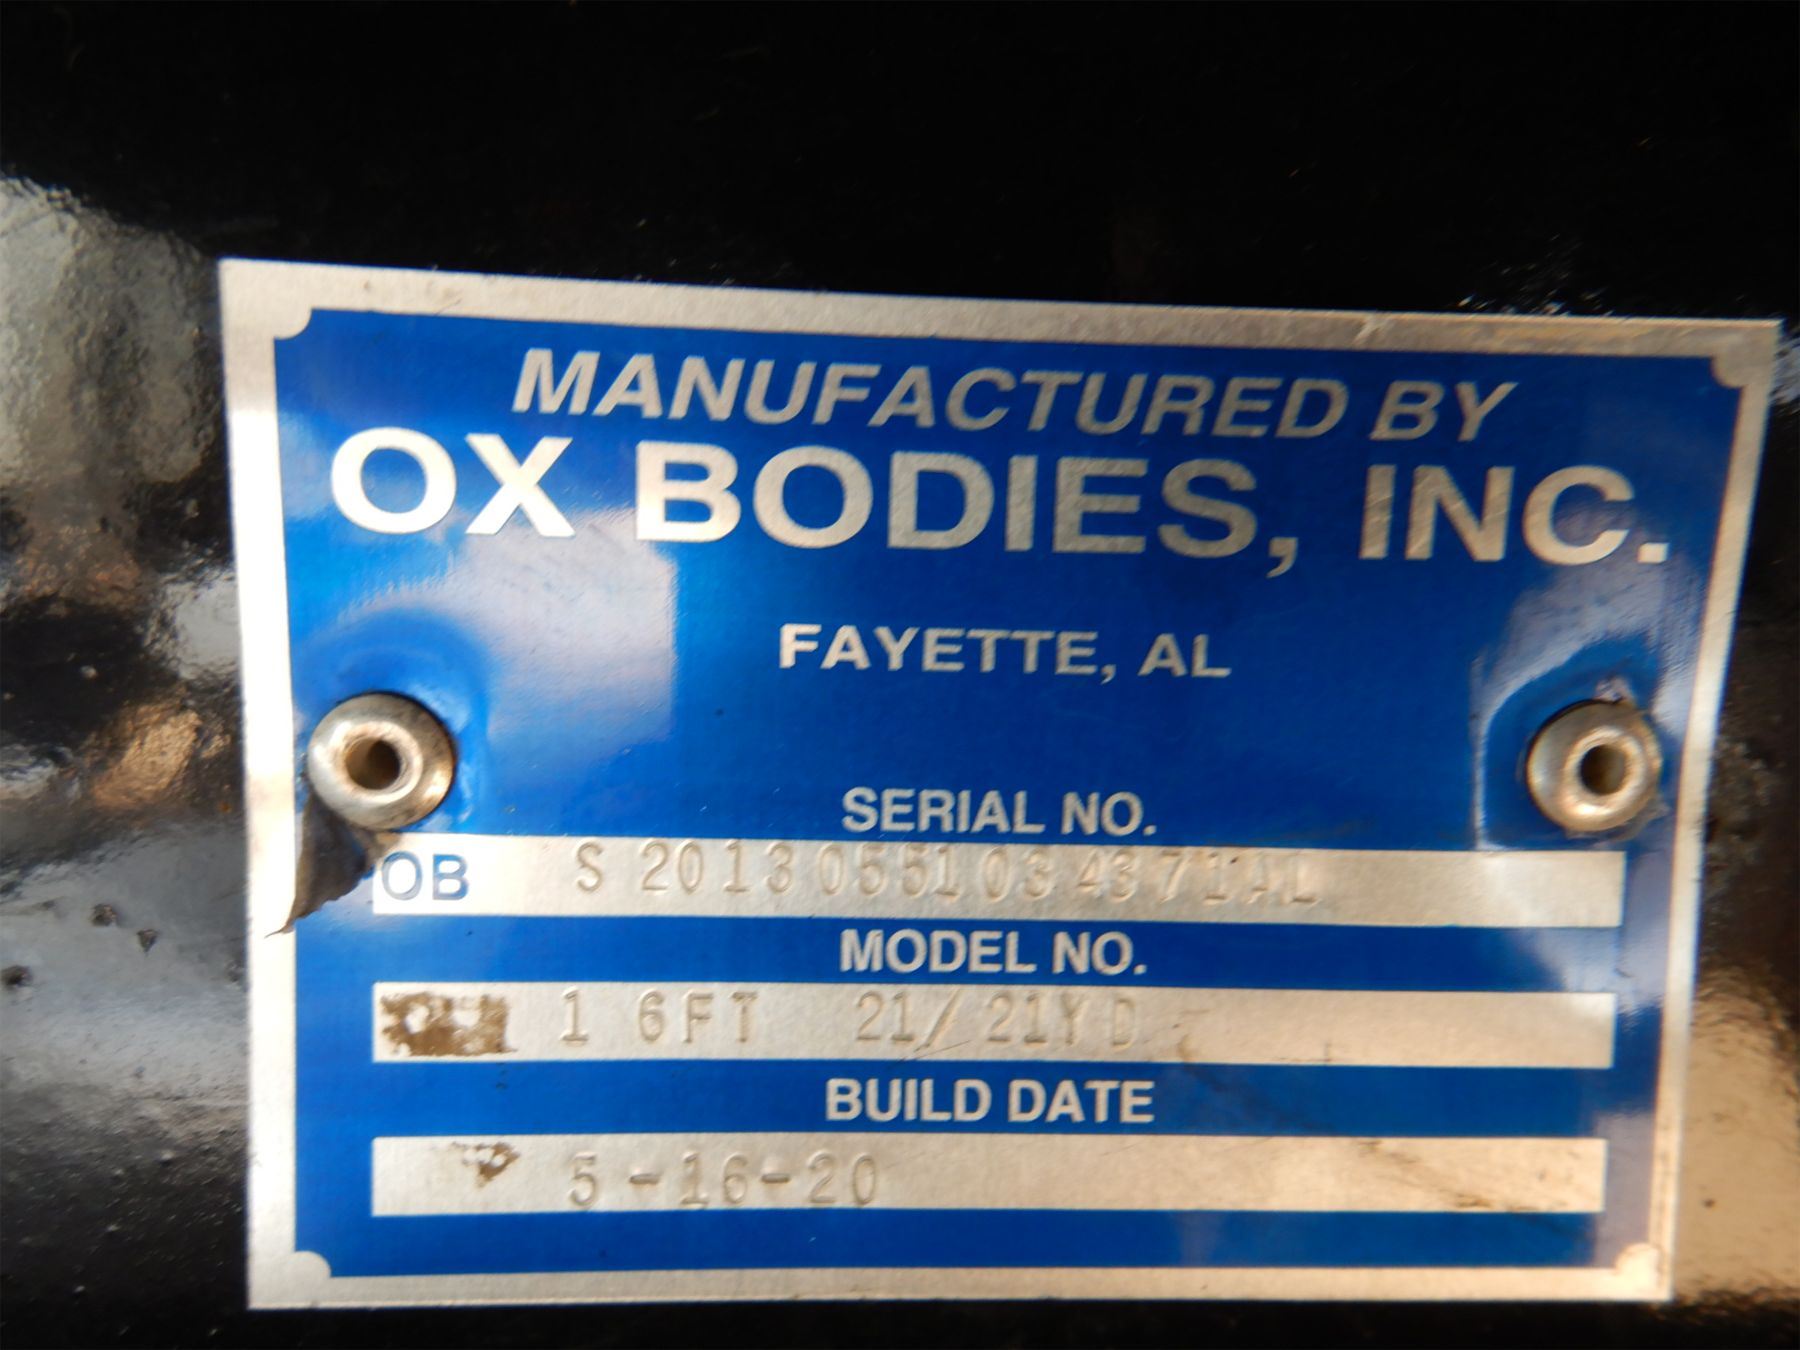 MANUFACTURED BY
OX BODIES, INC.
FAYETTE, AL
SERIAL NO.
OB S 20130551034371AL
MODEL NO.
16FT 21/21YD
BUILD DATE
5-16-20